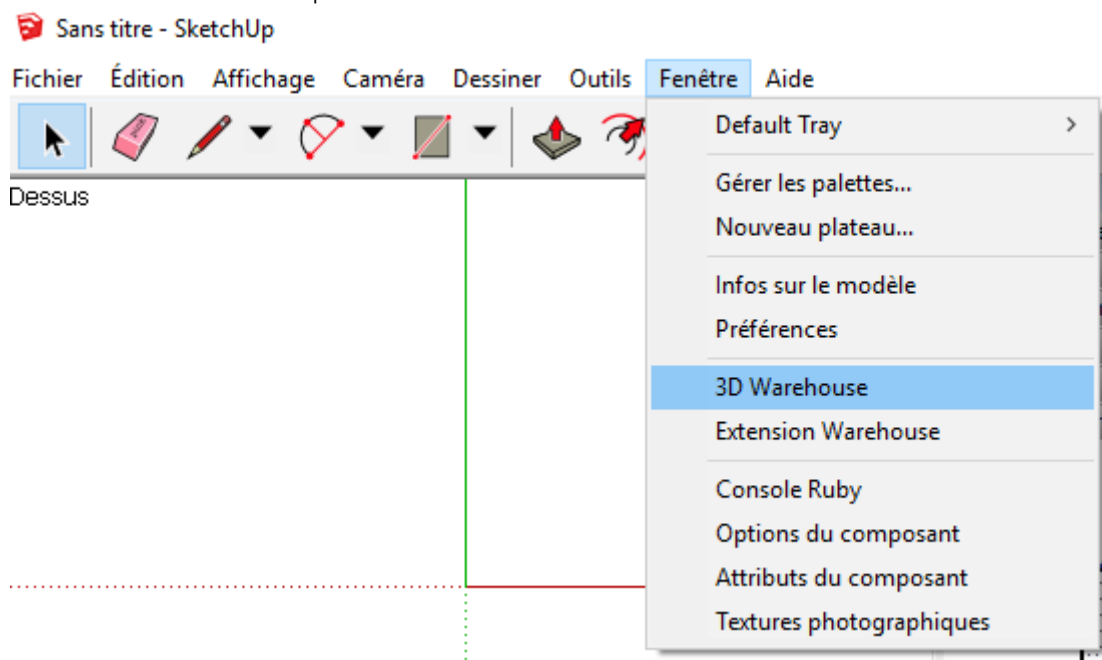 Sans titre - SketchUp
Fichier Édition Affichage Caméra Dessiner Outils Fenêtre Aide
Dessus
Default Tray
Gérer les palettes...
Nouveau plateau...
Infos sur le modèle
Préférences
3D Warehouse
Extension Warehouse
Console Ruby
Options du composant
Attributs du composant
Textures photographiques